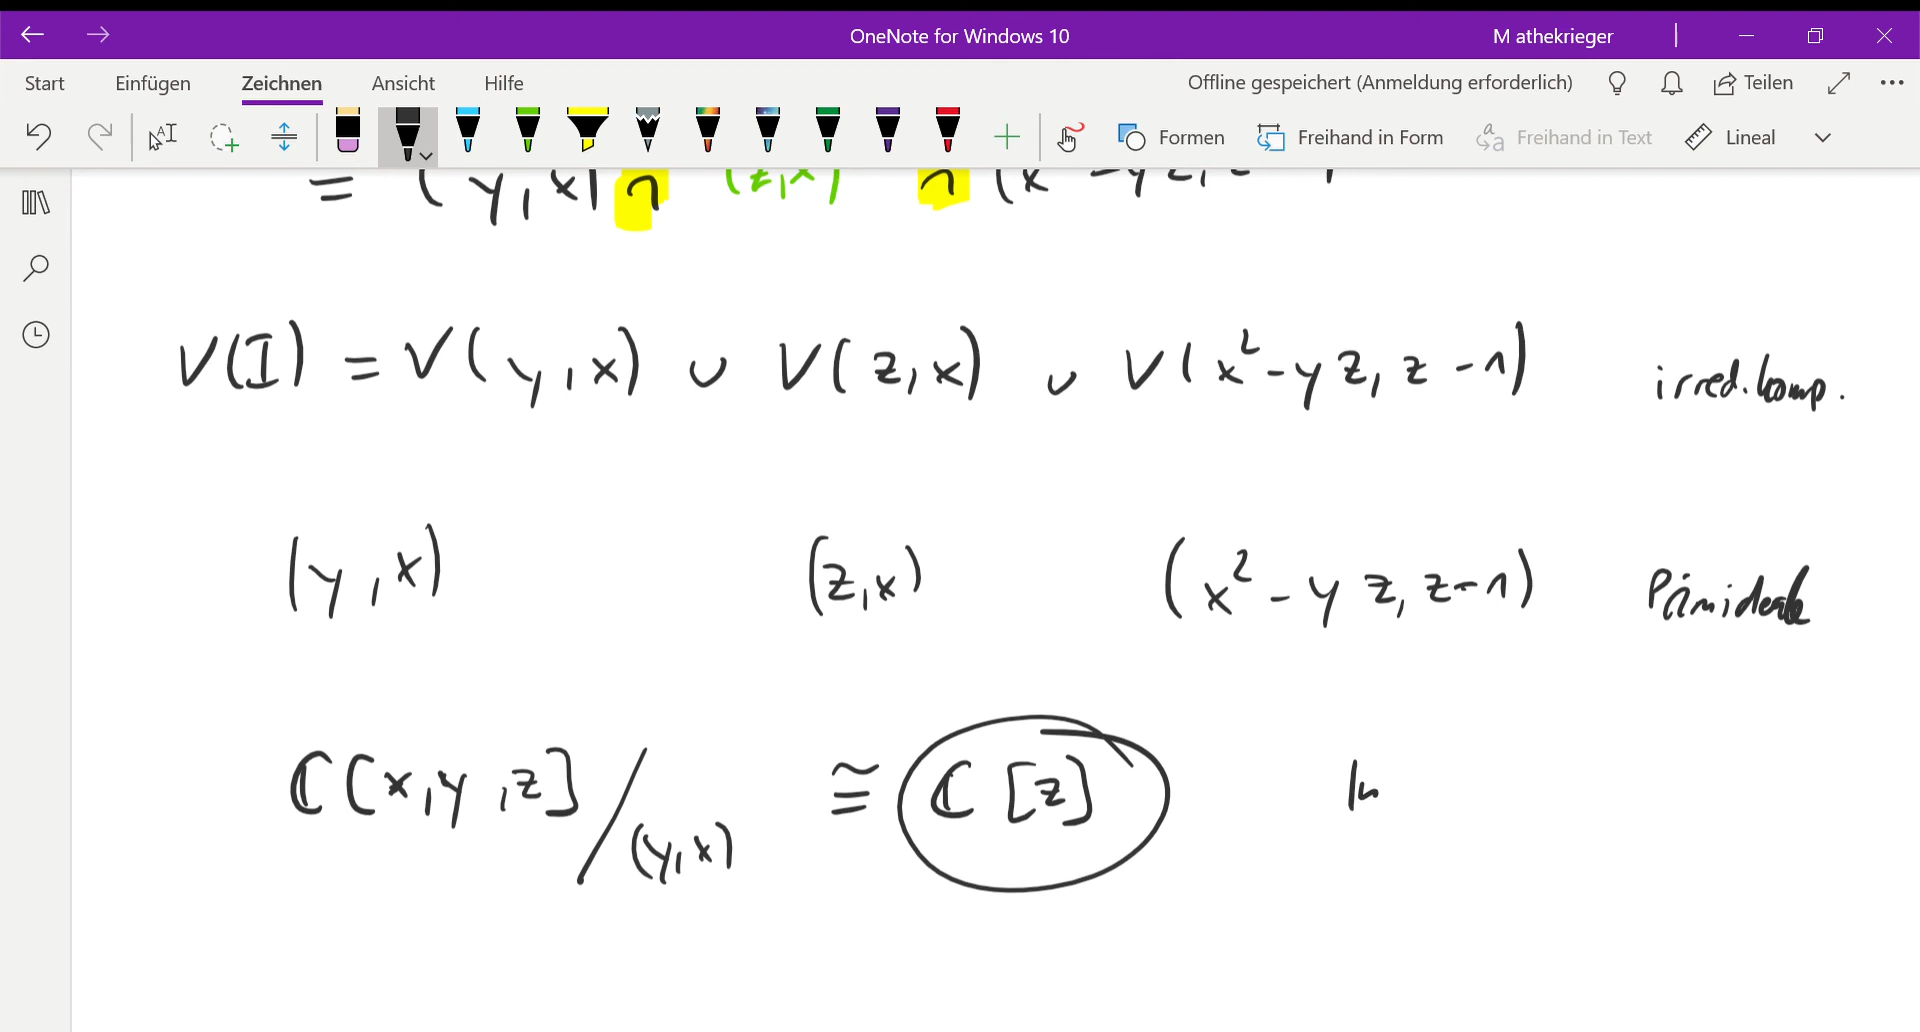 OneNote for Windows 10 M athekrieger
Start Einfügen Zeichnen Ansicht Hilfe Offline gespeichert (Anmeldung erforderlich) Teilen
Formen Freihand in Form Freihand in Text Lineal
= (y,x) ∩ (z,x) ∩
V(I) = V(y,x) ∪ V(z,x) ∪ V(x²-yz, z-1) irred. komp.
(y,x) (z,x) (x²-yz, z-1) Primideale
ℂ[x,y,z]/(y,x) ≅ ℂ[z] In